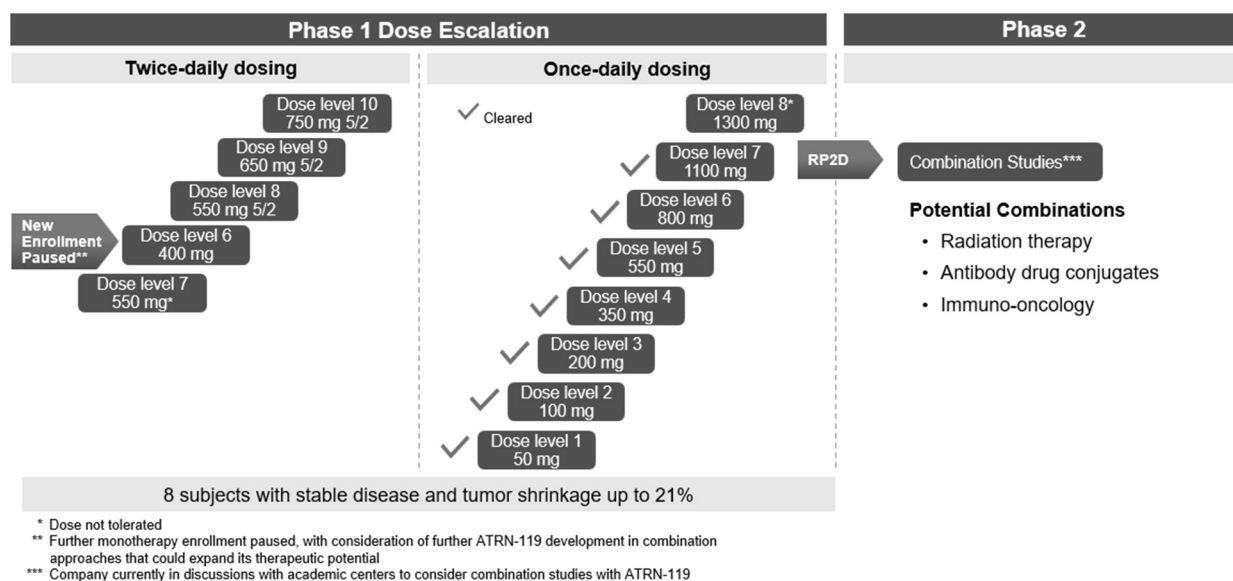 Phase 1 Dose Escalation
Phase 2
Twice-daily dosing
Once-daily dosing
Dose level 10
750 mg 5/2
Dose level 9
650 mg 5/2
Dose level 8
550 mg 5/2
New
Enrollment
Paused**
Dose level 6
400 mg
Dose level 7
550 mg*
Cleared
Dose level 8*
1300 mg
Dose level 7
1100 mg
Dose level 6
800 mg
Dose level 5
550 mg
Dose level 4
350 mg
Dose level 3
200 mg
Dose level 2
100 mg
Dose level 1
50 mg
RP2D
Combination Studies***
Potential Combinations
• Radiation therapy
• Antibody drug conjugates
• Immuno-oncology
8 subjects with stable disease and tumor shrinkage up to 21%
* Dose not tolerated
** Further monotherapy enrollment paused, with consideration of further ATRN-119 development in combination
approaches that could expand its therapeutic potential
*** Company currently in discussions with academic centers to consider combination studies with ATRN-119